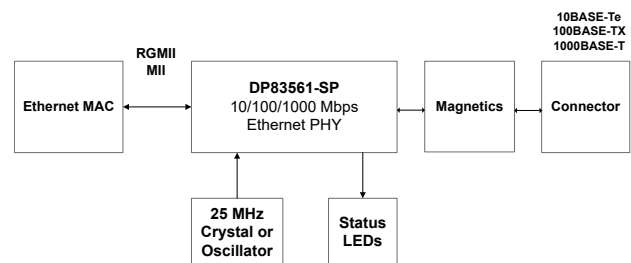 10BASE-Te
100BASE-TX
1000BASE-T
RGMII
MII
Ethernet MAC
DP83561-SP
10/100/1000 Mbps
Ethernet PHY
Magnetics
Connector
25 MHz
Crystal or
Oscillator
Status
LEDs